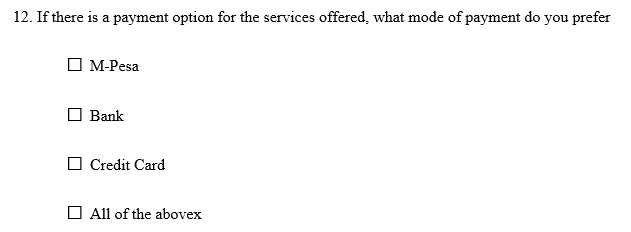 12. If there is a payment option for the services offered, what mode of payment do you prefer
☐ M-Pesa
☐ Bank
☐ Credit Card
☐ All of the abovex